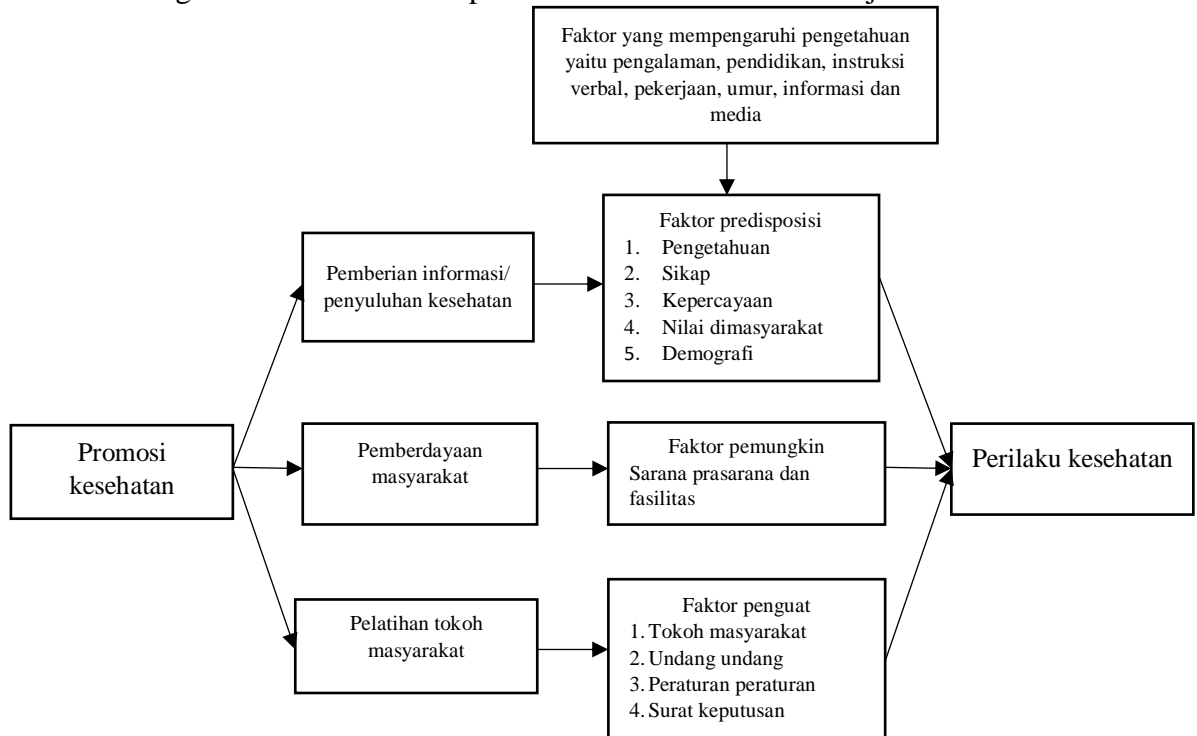 Faktor yang mempengaruhi pengetahuan
yaitu pengalaman, pendidikan, instruksi
verbal, pekerjaan, umur, informasi dan
media
Faktor predisposisi
1. Pengetahuan
2. Sikap
3. Kepercayaan
4. Nilai dimasyarakat
5. Demografi
Pemberian informasi/
penyuluhan kesehatan
Promosi
kesehatan
Pemberdayaan
masyarakat
Faktor pemungkin
Sarana prasarana dan
fasilitas
Perilaku kesehatan
Pelatihan tokoh
masyarakat
Faktor penguat
1. Tokoh masyarakat
2. Undang undang
3. Peraturan peraturan
4. Surat keputusan